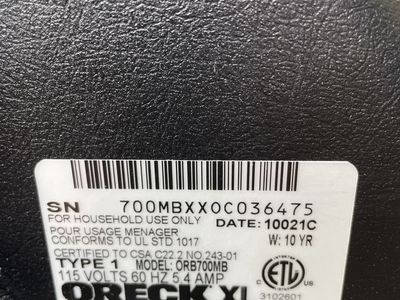 SN 700MBXX0C036475
FOR HOUSEHOLD USE ONLY DATE: 10021C
POUR USAGE MENAGER W: 10 YR
CONFORMS TO UL STD 1017
CERTIFIED TO CSA C22.2 NO.243-01
TYPE 1 MODEL: ORB700MB
115 VOLTS 60 HZ 5.4 AMP
ETL
c us
3102601
ORECK XL